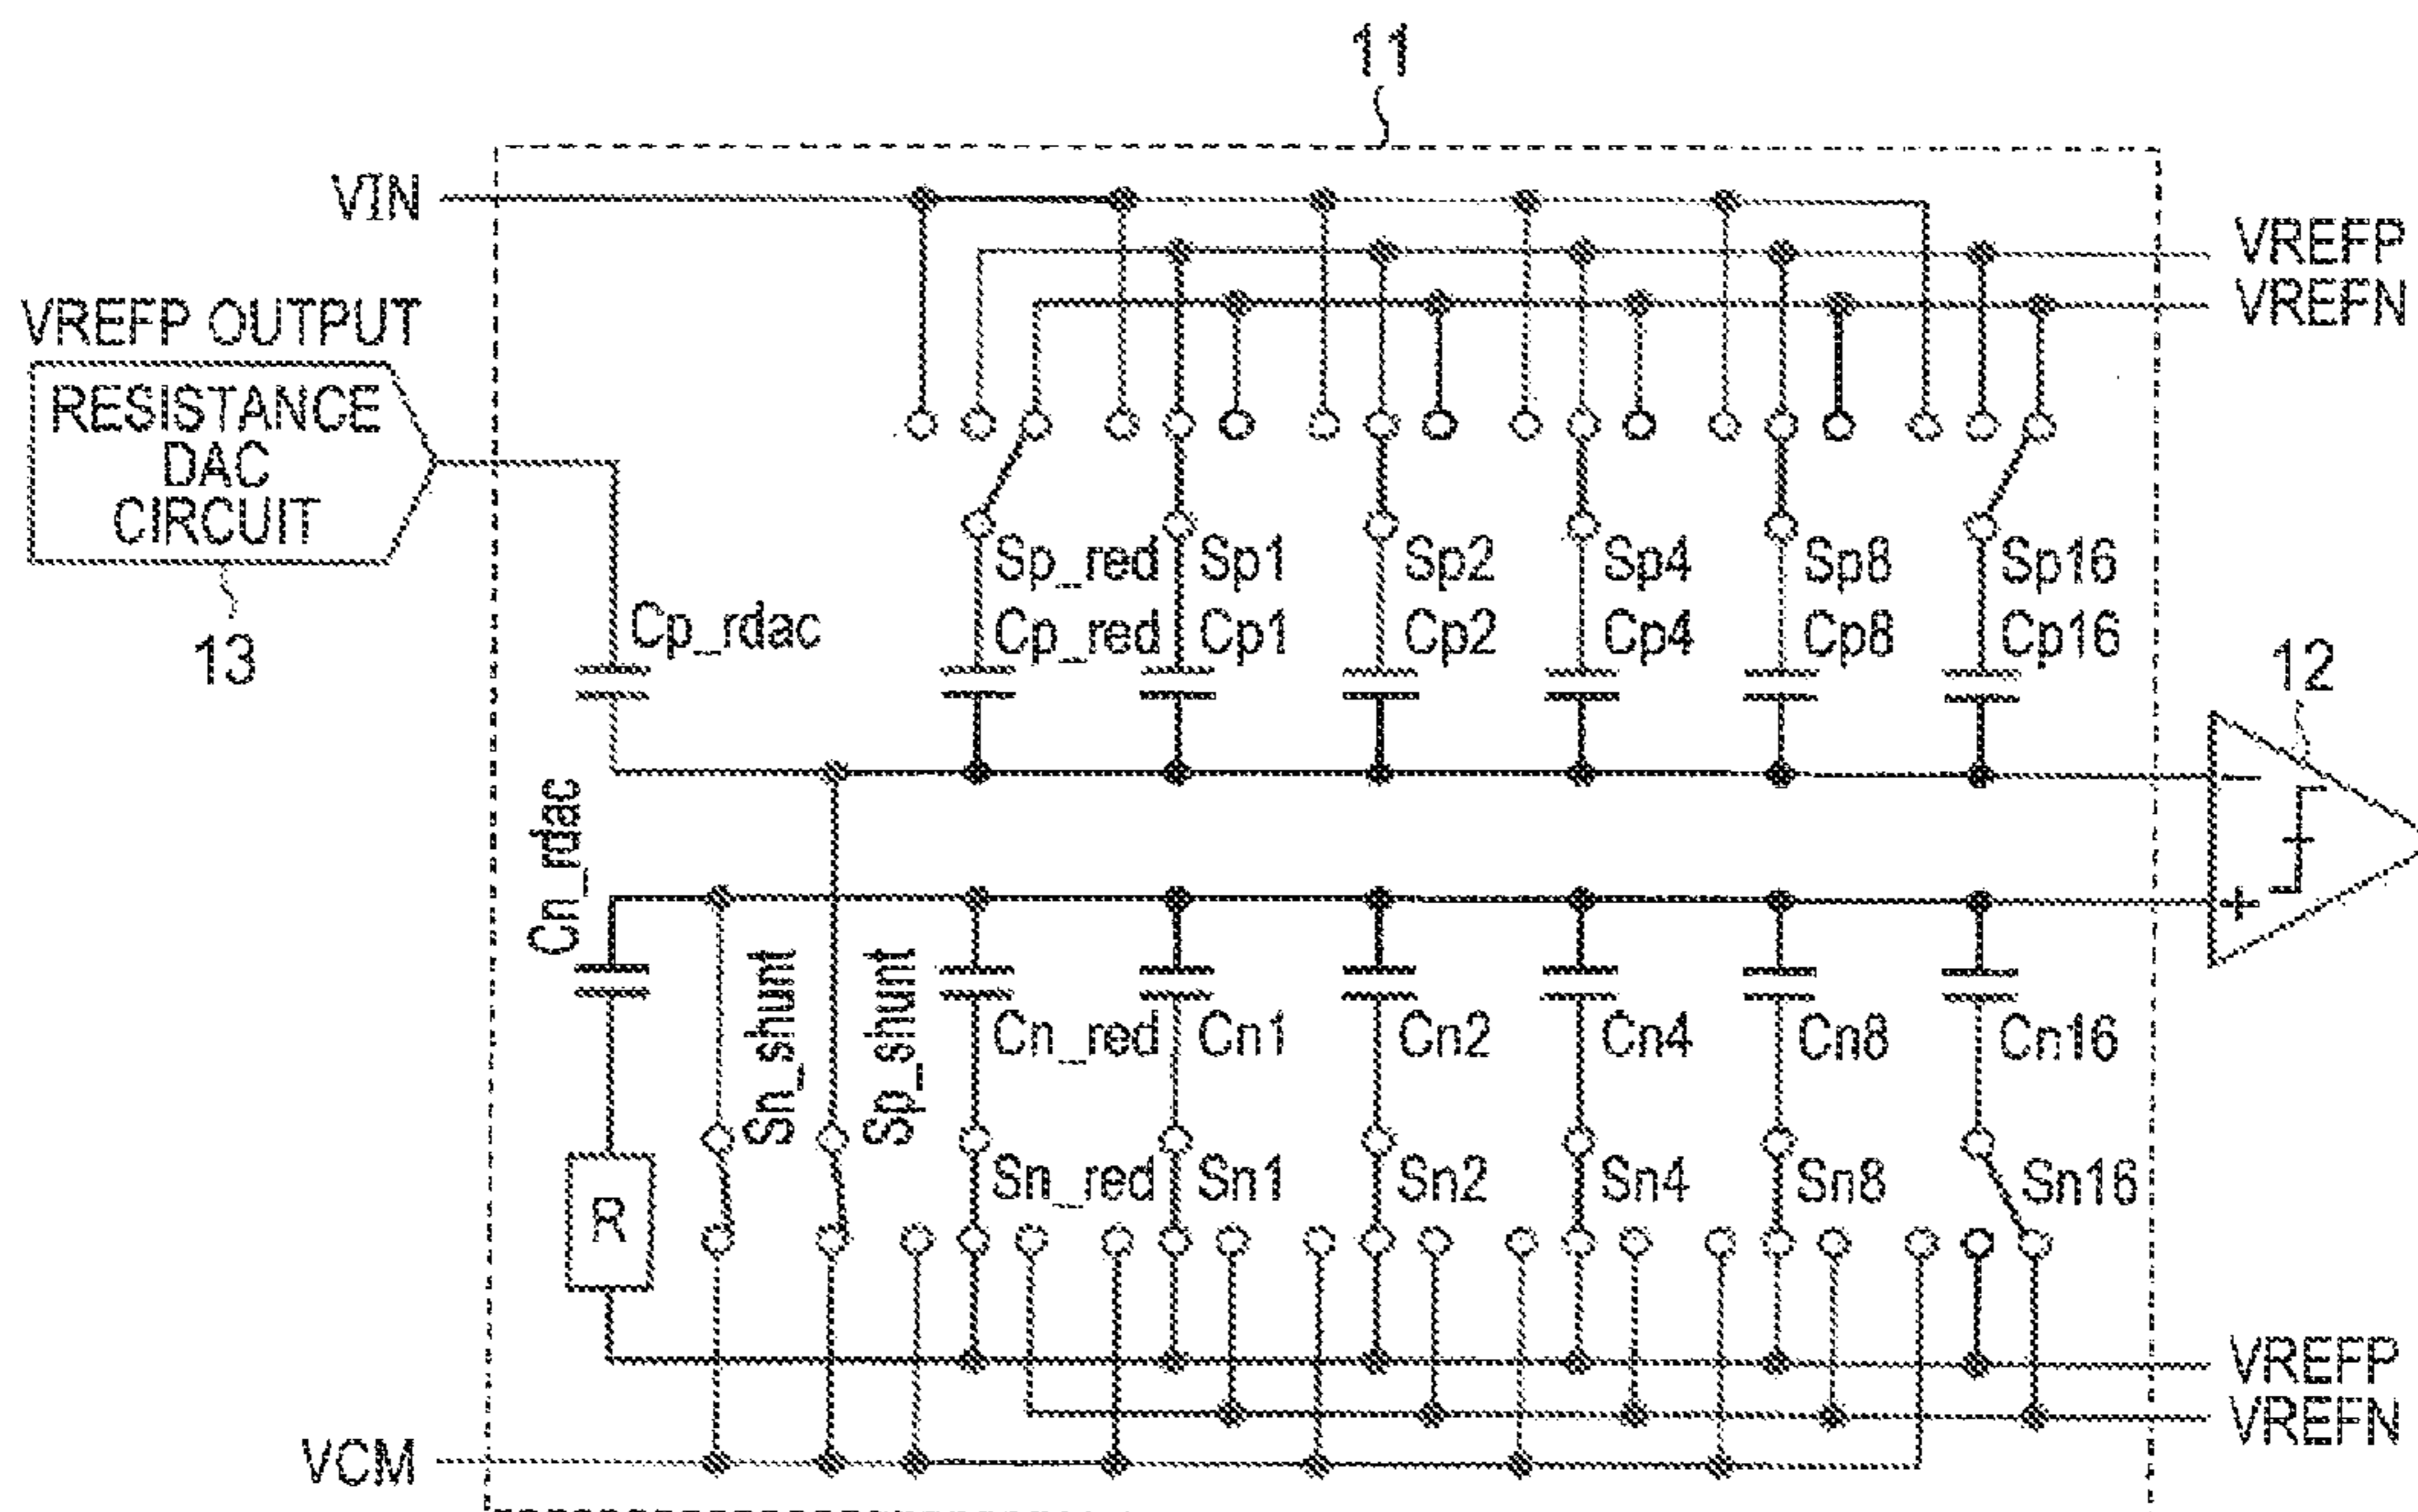 11
VIN
VREFP
VREFN
VREFP OUTPUT
RESISTANCE
DAC
CIRCUIT
13
Sp_red Sp1 Sp2 Sp4 Sp8 Sp16
Cp_rdac Cp_red Cp1 Cp2 Cp4 Cp8 Cp16
12
−
+
Cn_rdac
Sn_shunt
Sp_shunt
Cn_red Cn1 Cn2 Cn4 Cn8 Cn16
R
Sn_red Sn1 Sn2 Sn4 Sn8 Sn16
VREFP
VREFN
VCM